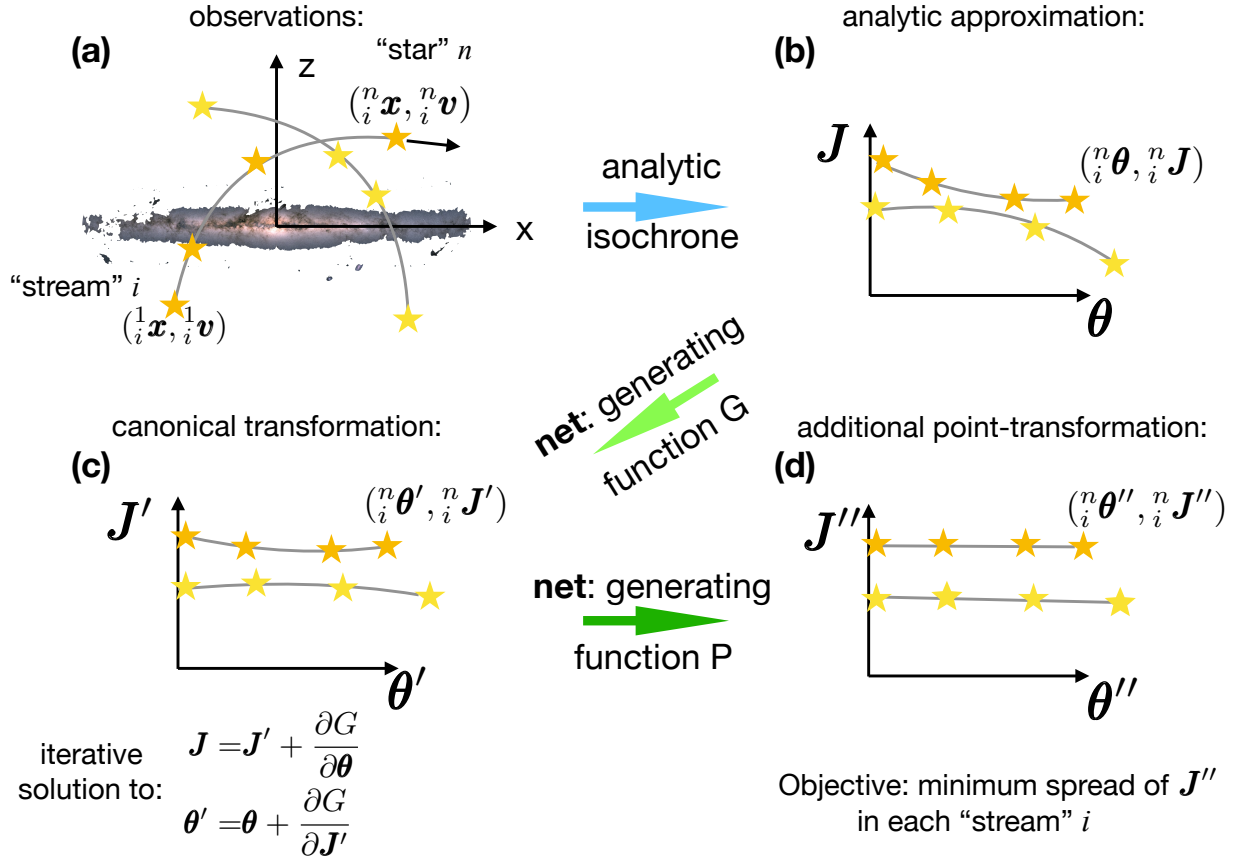 observations:
(a)
"star" n
z
(ⁿᵢx, ⁿᵢv)
x
"stream" i
(¹ᵢx, ¹ᵢv)
analytic
isochrone
analytic approximation:
(b)
J
(ⁿᵢθ, ⁿᵢJ)
θ
net: generating
function G
canonical transformation:
(c)
J′
(ⁿᵢθ′, ⁿᵢJ′)
θ′
iterative
solution to:
J = J′ + ∂G/∂θ
θ′ = θ + ∂G/∂J′
net: generating
function P
additional point-transformation:
(d)
J′′
(ⁿᵢθ′′, ⁿᵢJ′′)
θ′′
Objective: minimum spread of J′′
in each "stream" i